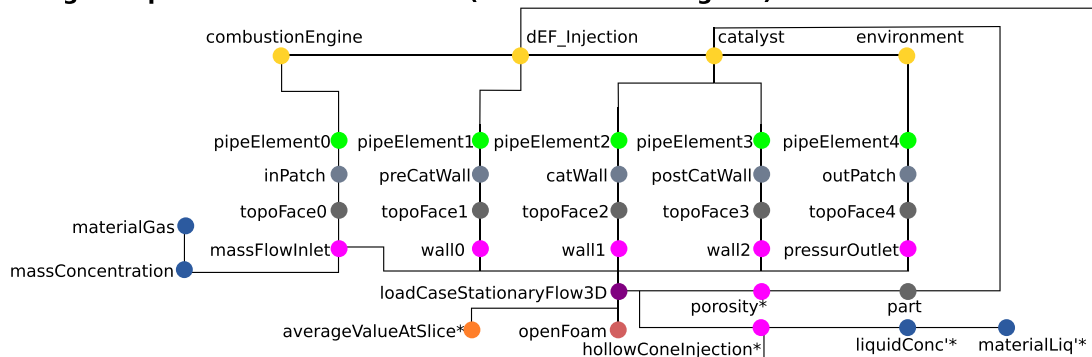 combustionEngine dEF_Injection catalyst environment
pipeElement0 pipeElement1 pipeElement2 pipeElement3 pipeElement4
inPatch preCatWall catWall postCatWall outPatch
topoFace0 topoFace1 topoFace2 topoFace3 topoFace4
materialGas
massFlowInlet wall0 wall1 wall2 pressurOutlet
massConcentration
loadCaseStationaryFlow3D
porosity* part
averageValueAtSlice* openFoam
hollowConeInjection* liquidConc'* materialLiq'*